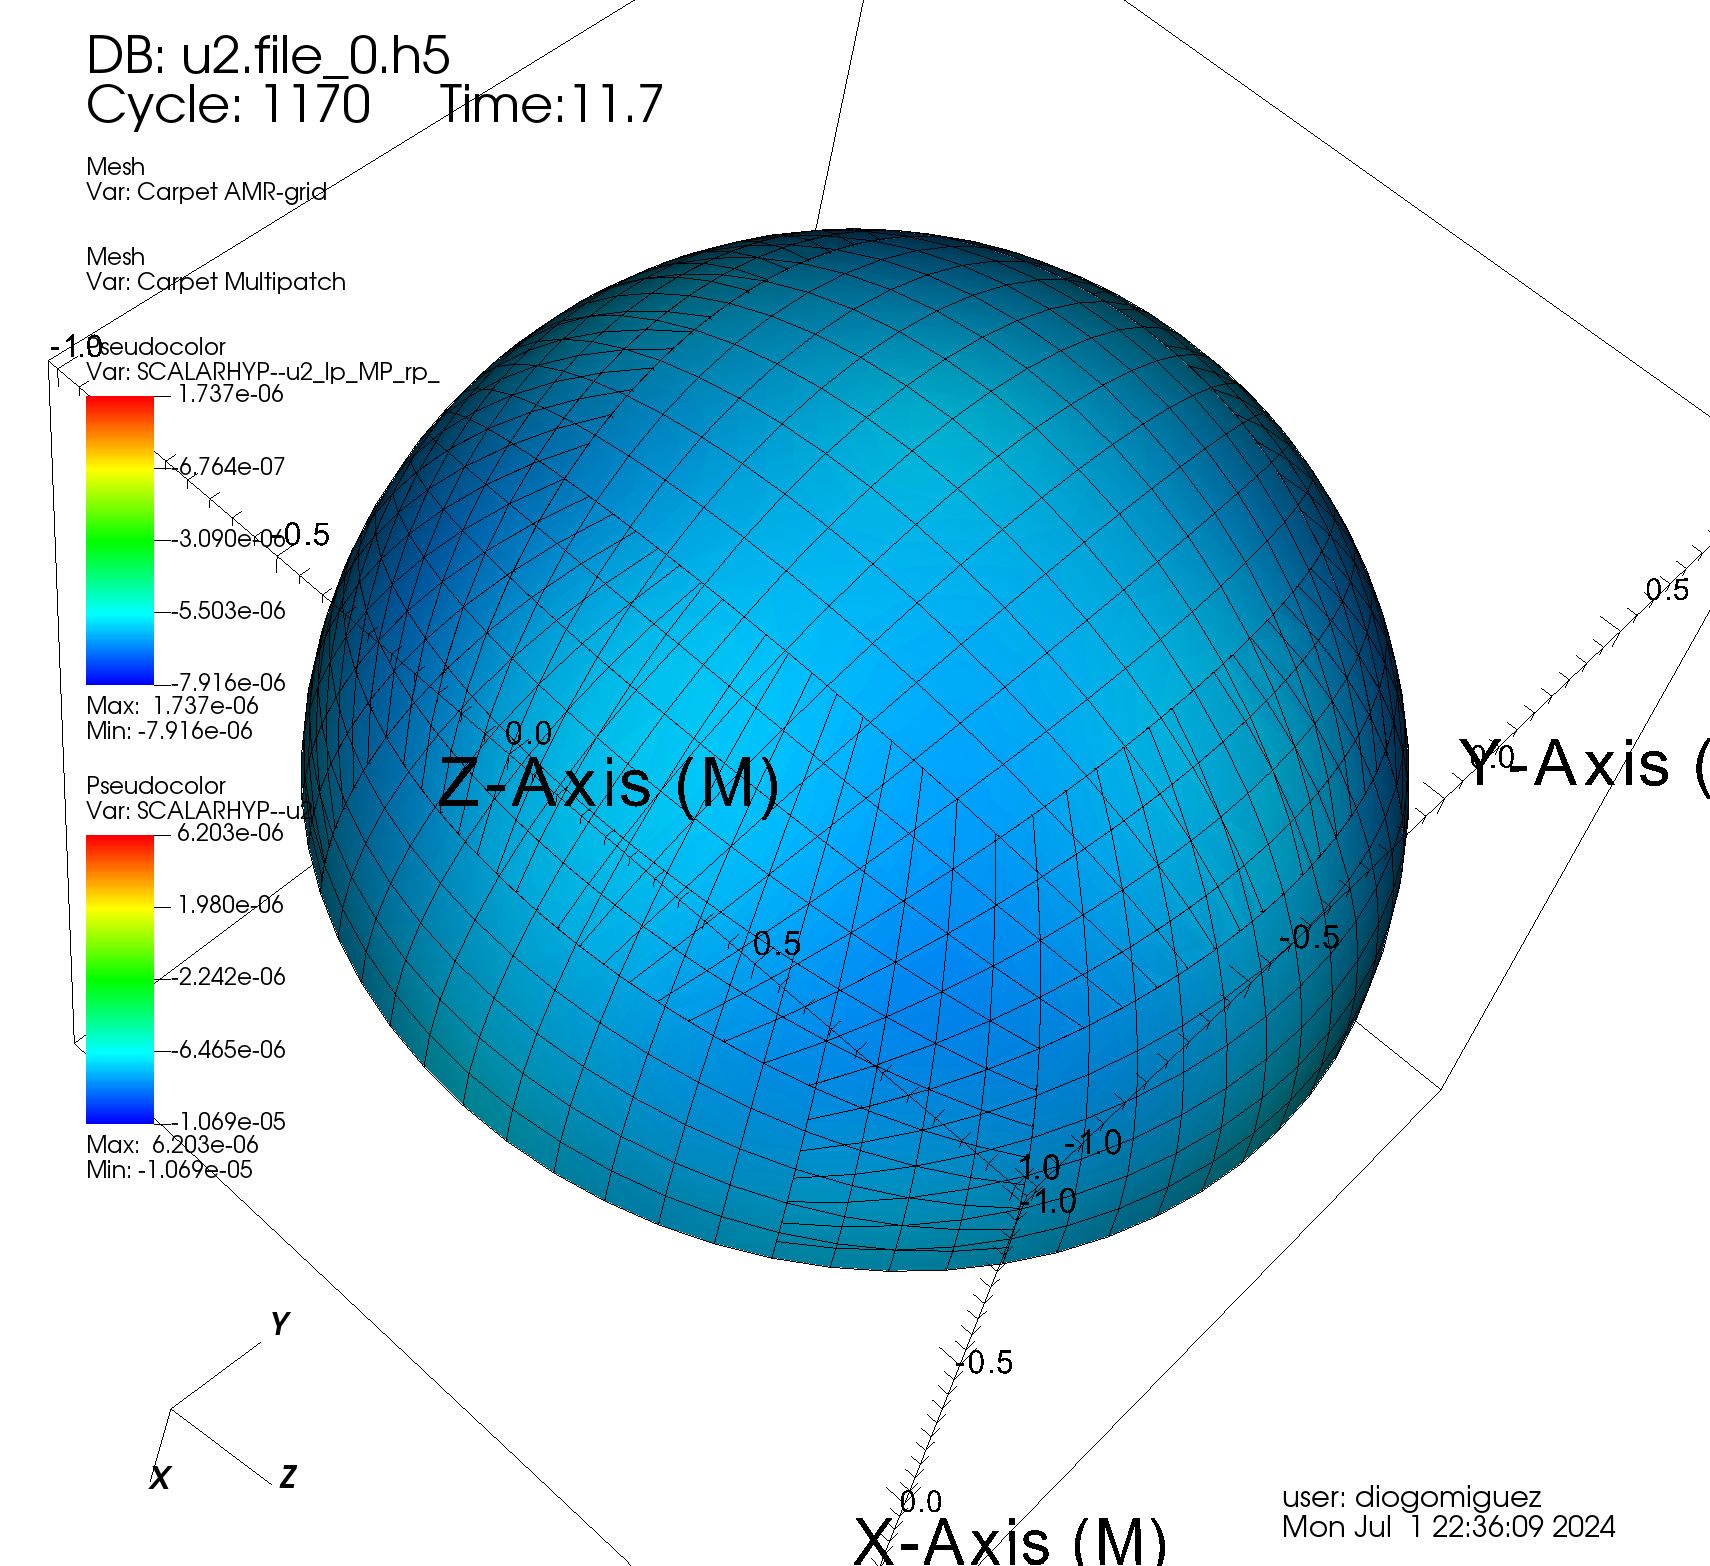 DB: u2.file_0.h5
Cycle: 1170 Time:11.7
Mesh
Var: Carpet AMR-grid
Mesh
Var: Carpet Multipatch
-1.0
Pseudocolor
Var: SCALARHYP--u2_lp_MP_rp_
1.737e-06
-6.764e-07
-3.090e-06
-0.5
-5.503e-06
-7.916e-06
Max: 1.737e-06
Min: -7.916e-06
0.5
0.0
Z-Axis (M)
0.0
Y-Axis (
Pseudocolor
Var: SCALARHYP--u2
6.203e-06
1.980e-06
-2.242e-06
-6.465e-06
-1.069e-05
Max: 6.203e-06
Min: -1.069e-05
0.5
-0.5
-1.0
1.0
-1.0
-0.5
0.0
X-Axis (M)
Y
X
Z
user: diogomiguez
Mon Jul 1 22:36:09 2024